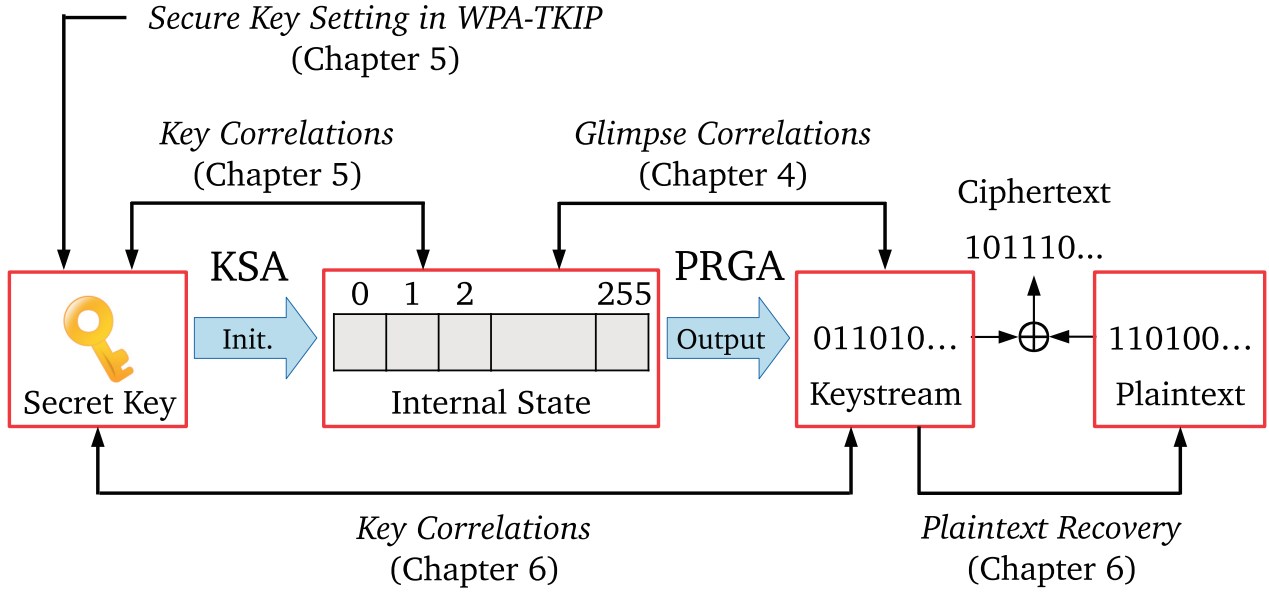 Secure Key Setting in WPA-TKIP
(Chapter 5)
Key Correlations
(Chapter 5)
Glimpse Correlations
(Chapter 4)
Ciphertext
101110...
KSA
PRGA
0 1 2 255
Init.
Output
011010...
110100...
Secret Key
Internal State
Keystream
Plaintext
Key Correlations
(Chapter 6)
Plaintext Recovery
(Chapter 6)